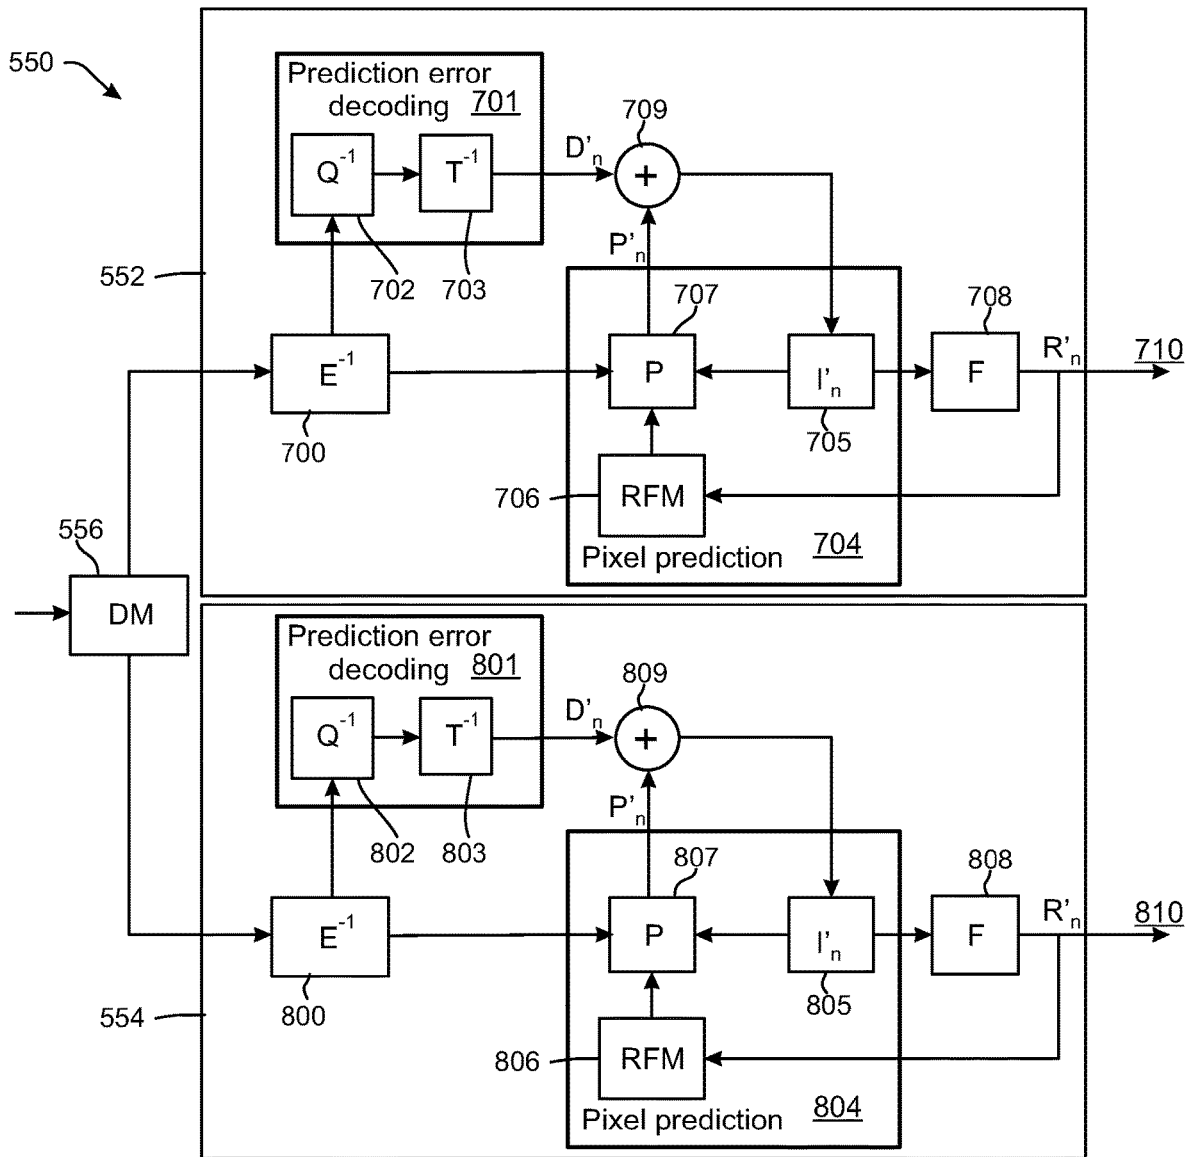 550
Prediction error
decoding 701
709
Q⁻¹
T⁻¹
D'ₙ
+
P'ₙ
552
702
703
707
708
E⁻¹
P
I'ₙ
F
R'ₙ
710
700
705
706
RFM
Pixel prediction 704
556
DM
Prediction error
decoding 801
809
Q⁻¹
T⁻¹
D'ₙ
+
P'ₙ
802
803
807
808
E⁻¹
P
I'ₙ
F
R'ₙ
810
800
805
554
806
RFM
Pixel prediction 804